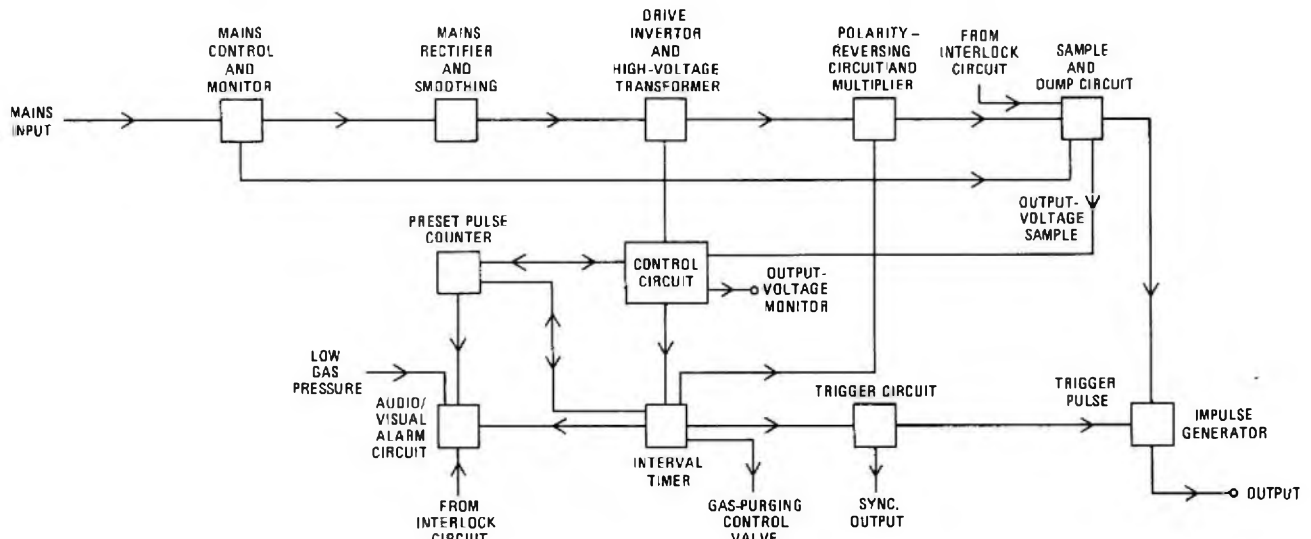 MAINS
INPUT
MAINS
CONTROL
AND
MONITOR
MAINS
RECTIFIER
AND
SMOOTHING
DRIVE
INVERTOR
AND
HIGH-VOLTAGE
TRANSFORMER
POLARITY-
REVERSING
CIRCUIT AND
MULTIPLIER
FROM
INTERLOCK
CIRCUIT
SAMPLE
AND
DUMP CIRCUIT
PRESET PULSE
COUNTER
CONTROL
CIRCUIT
OUTPUT-
VOLTAGE
MONITOR
OUTPUT-
VOLTAGE
SAMPLE
LOW
GAS
PRESSURE
AUDIO/
VISUAL
ALARM
CIRCUIT
FROM
INTERLOCK
CIRCUIT
INTERVAL
TIMER
GAS-PURGING
CONTROL
VALVE
TRIGGER CIRCUIT
SYNC.
OUTPUT
TRIGGER
PULSE
IMPULSE
GENERATOR
OUTPUT